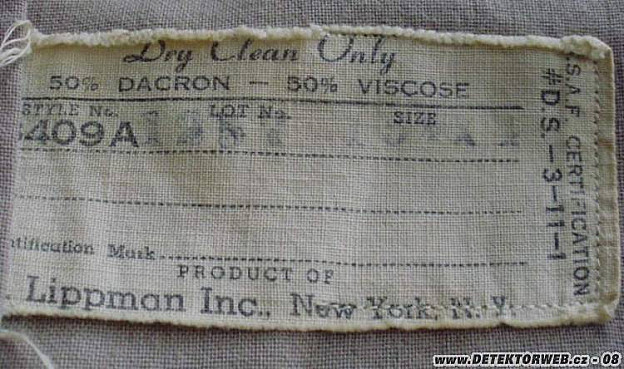 Dry Clean Only
50% DACRON — 50% VISCOSE
STYLE No. LOT No. SIZE
409A
tification Mark
PRODUCT OF
Lippman Inc., New York, N.Y.
.S.A.F. CERTIFICATION
#D.S.-3-11-1
www.DETEKTORWEB.cz - 08